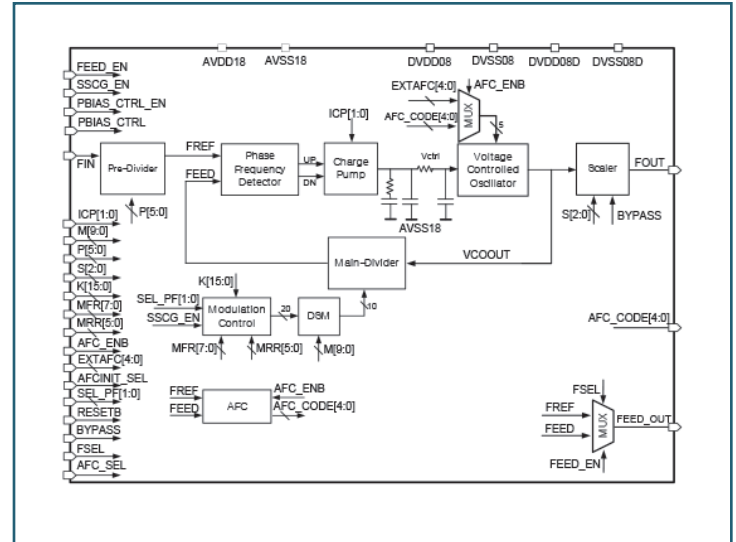 AVDD18 AVSS18 DVDD08 DVSS08 DVDD08D DVSS08D
FEED_EN
SSCG_EN
PBIAS_CTRL_EN
PBIAS_CTRL
FIN
Pre-Divider
P[5:0]
FREF
FEED
Phase
Frequency
Detector
UP
DN
ICP[1:0]
Charge
Pump
Vctrl
AVSS18
EXTAFC[4:0]
AFC_CODE[4:0]
AFC_ENB
MUX
5
Voltage
Controlled
Oscillator
Scaler
FOUT
S[2:0]
BYPASS
VCOOUT
Main-Divider
ICP[1:0]
M[9:0]
P[5:0]
S[2:0]
K[15:0]
MFR[7:0]
MRR[5:0]
AFC_ENB
EXTAFC[4:0]
AFCINIT_SEL
SEL_PF[1:0]
RESETB
BYPASS
FSEL
AFC_SEL
K[15:0]
SEL_PF[1:0]
SSCG_EN
Modulation
Control
20
DSM
10
MFR[7:0]
MRR[5:0]
M[9:0]
FREF
FEED
AFC
AFC_ENB
AFC_CODE[4:0]
AFC_CODE[4:0]
FSEL
FREF
FEED
MUX
FEED_OUT
FEED_EN